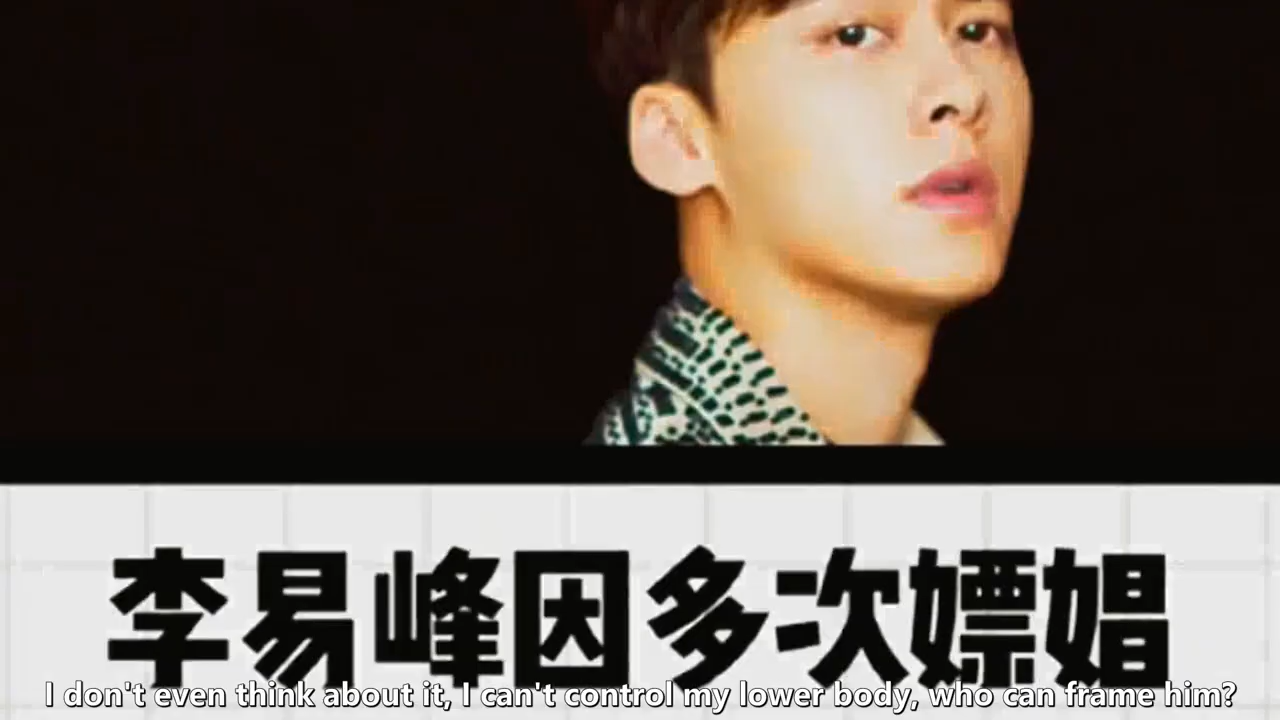 李易峰因多次嫖娼
I don't even think about it, I can't control my lower body, who can frame him?